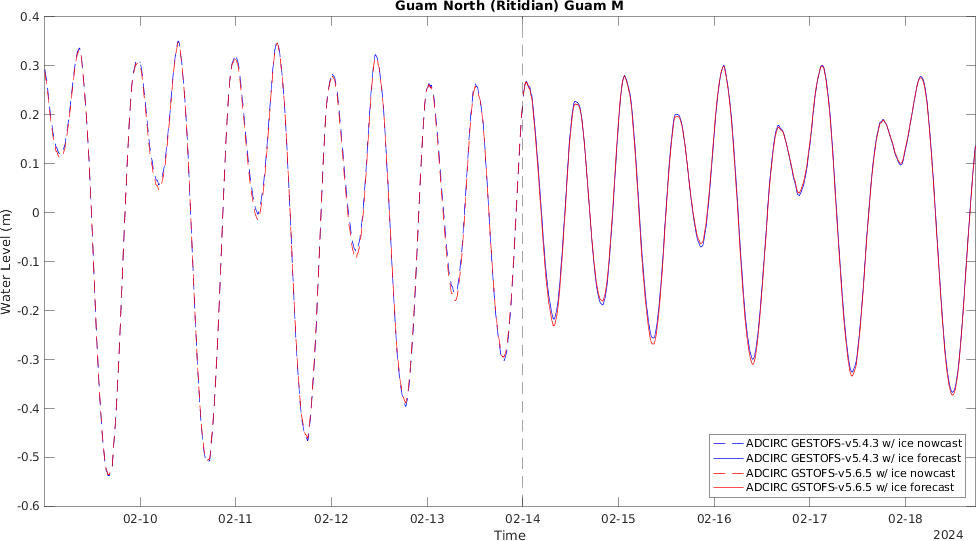 Guam North (Ritidian) Guam M
0.4
0.3
0.2
0.1
0
-0.1
-0.2
-0.3
-0.4
-0.5
-0.6
Water Level (m)
ADCIRC GESTOFS-v5.4.3 w/ ice nowcast
ADCIRC GESTOFS-v5.4.3 w/ ice forecast
ADCIRC GSTOFS-v5.6.5 w/ ice nowcast
ADCIRC GSTOFS-v5.6.5 w/ ice forecast
02-10 02-11 02-12 02-13 02-14 02-15 02-16 02-17 02-18
Time
2024